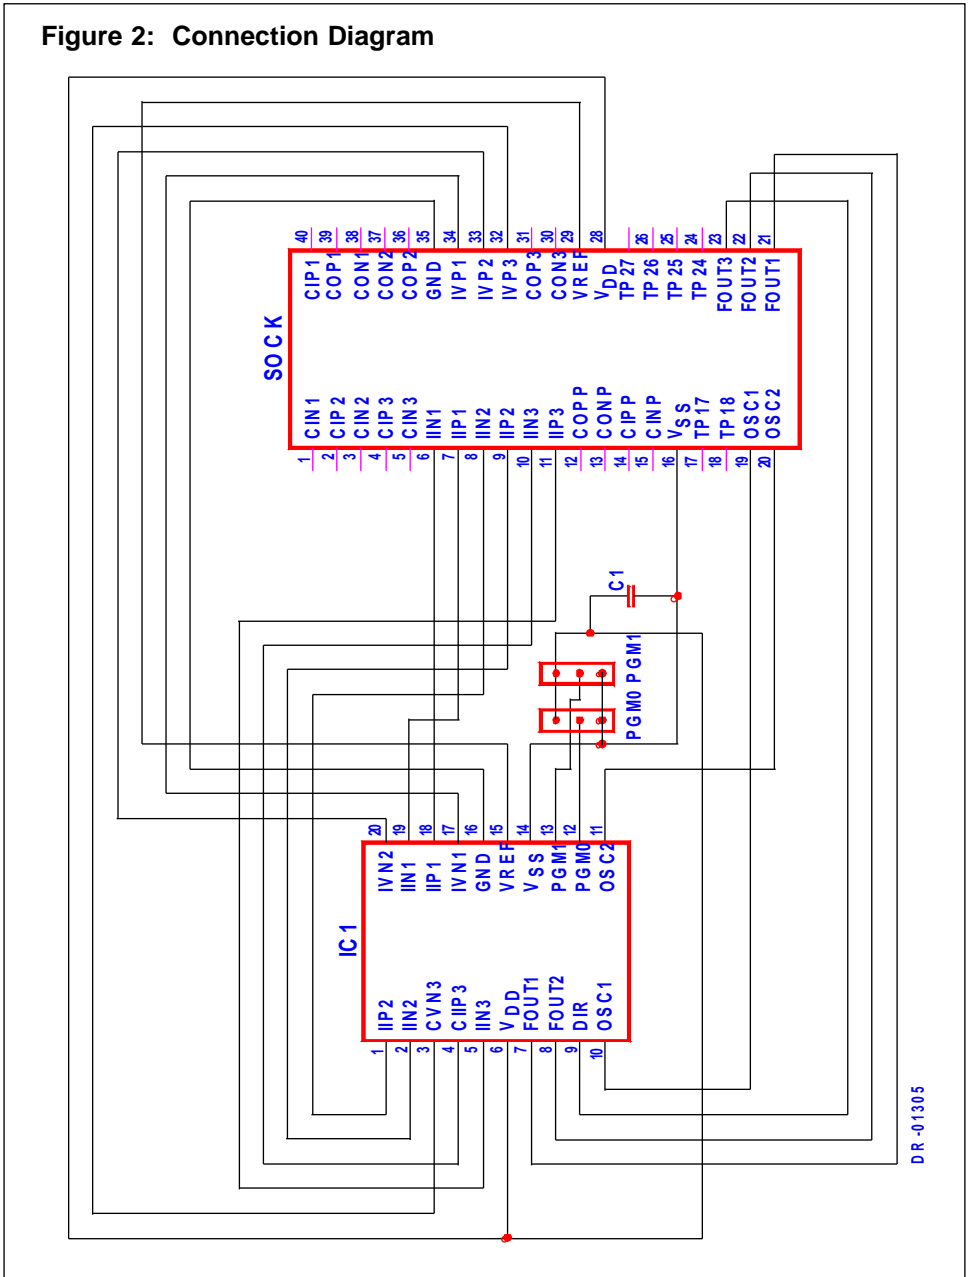 Figure 2: Connection Diagram
40 39 38 37 36 35 34 33 32 31 30 29 28 26 25 24 23 22 21
CIP1 COP1 CON1 CON2 COP2 GND IVP1 IVP2 IVP3 COP3 CON3 VREF VDD TP27 TP26 TP25 TP24 FOUT3 FOUT2 FOUT1
SOCK
CIN1 CIP2 CIN2 CIP3 CIN3 IIN1 IIP1 IIN2 IIP2 IIN3 IIP3 COPP CONP CIPP CINP VSS TP17 TP18 OSC1 OSC2
1 2 3 4 5 6 7 8 9 10 11 12 13 14 15 16 17 18 19 20
C1
PGM0 PGM1
20 19 18 17 16 15 14 13 12 11
IVN2 IIN1 IIP1 IVN1 GND VREF VSS PGM1 PGM0 OSC2
IC1
IIP2 IIN2 CVN3 CIIP3 IIN3 VDD FOUT1 FOUT2 DIR OSC1
1 2 3 4 5 6 7 8 9 10
DR-01305